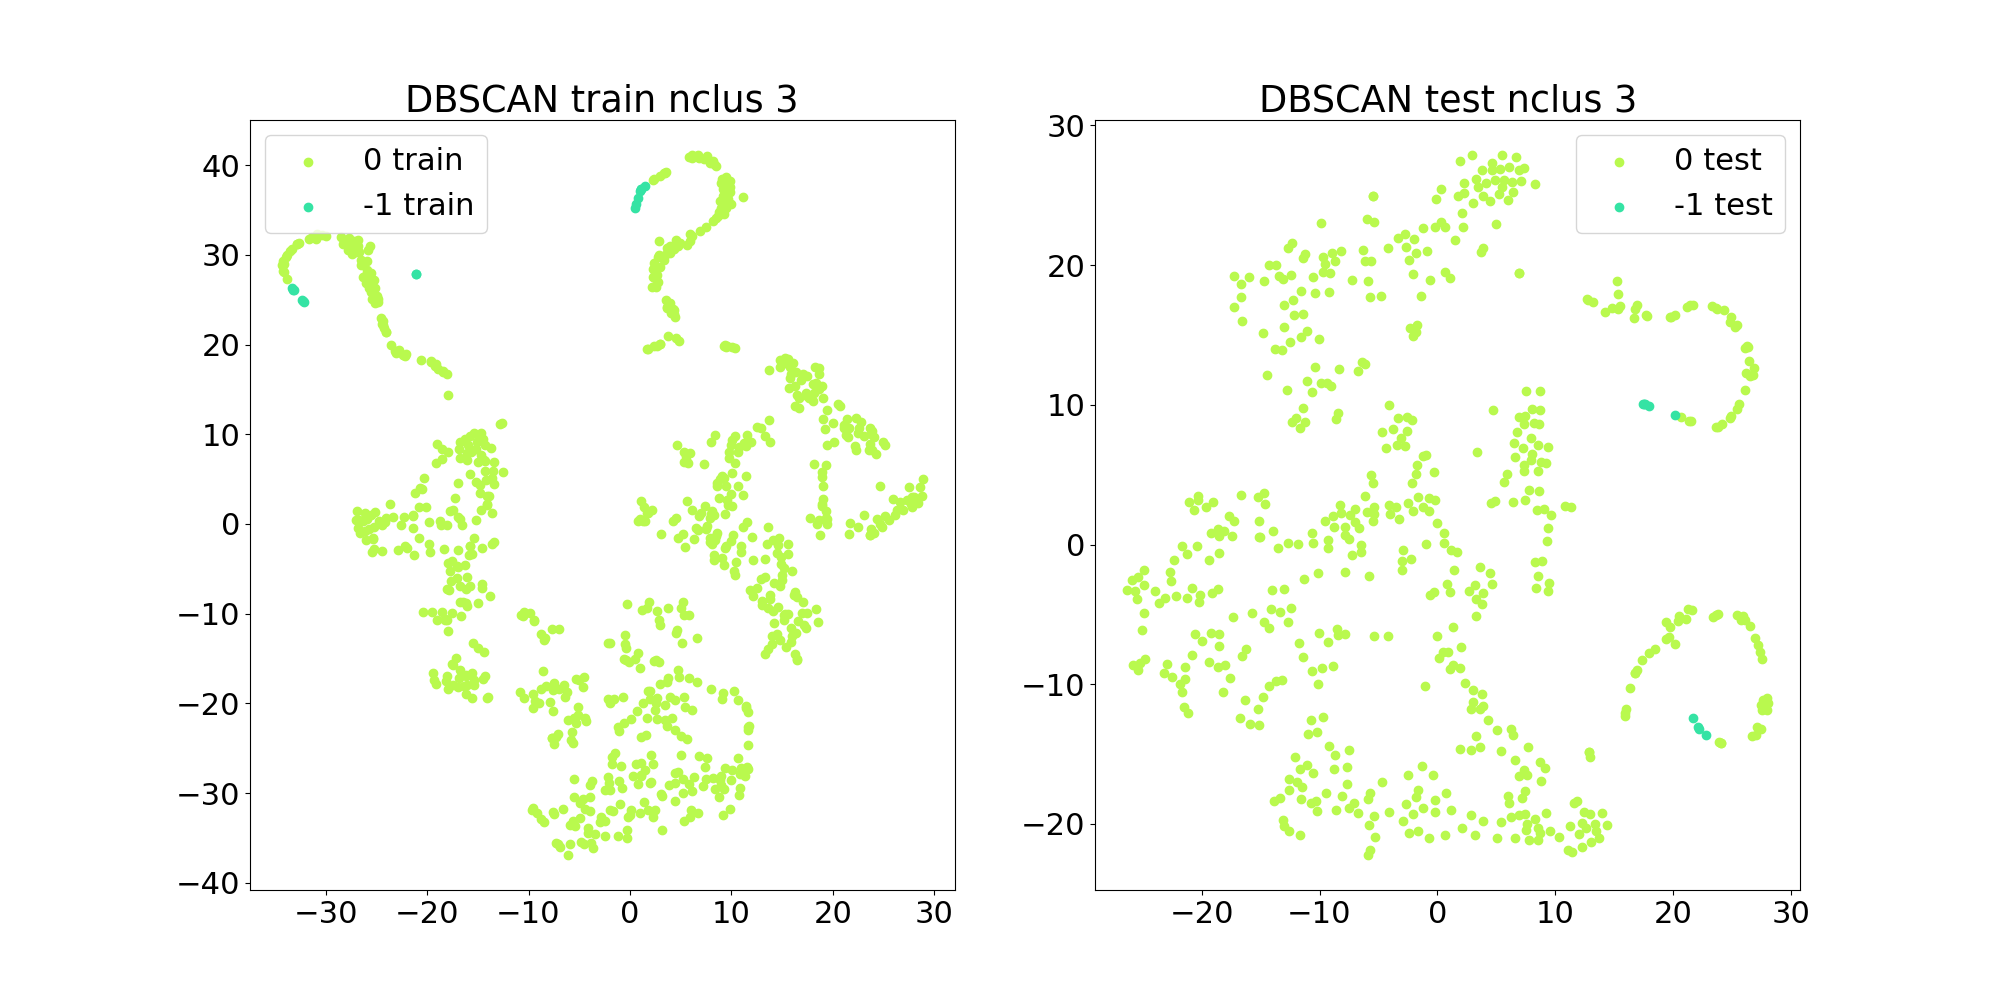 DBSCAN train nclus 3
0 train
-1 train
40
30
20
10
0
−10
−20
−30
−40
−30 −20 −10 0 10 20 30
DBSCAN test nclus 3
0 test
-1 test
30
20
10
0
−10
−20
−20 −10 0 10 20 30